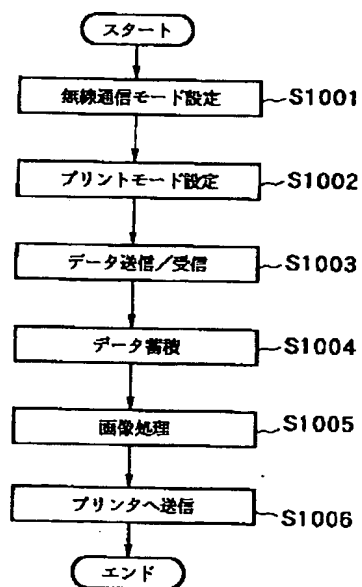 スタート
無線通信モード設定 S1001
プリントモード設定 S1002
データ送信/受信 S1003
データ蓄積 S1004
画像処理 S1005
プリンタへ送信 S1006
エンド